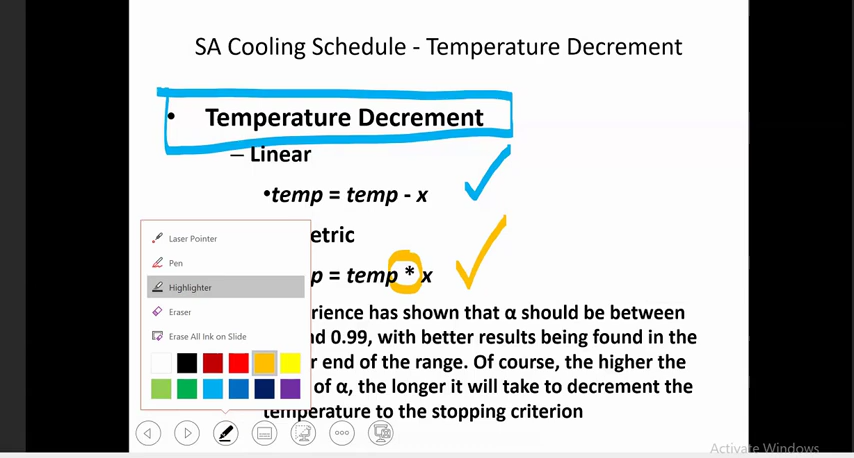 SA Cooling Schedule - Temperature Decrement
• Temperature Decrement
– Linear
•temp = temp - x
Laser Pointer
etric
Pen
p = temp * x
Highlighter
rience has shown that α should be between
Eraser
nd 0.99, with better results being found in the
Erase All Ink on Slide
r end of the range. Of course, the higher the
of α, the longer it will take to decrement the
temperature to the stopping criterion
Activate Windows